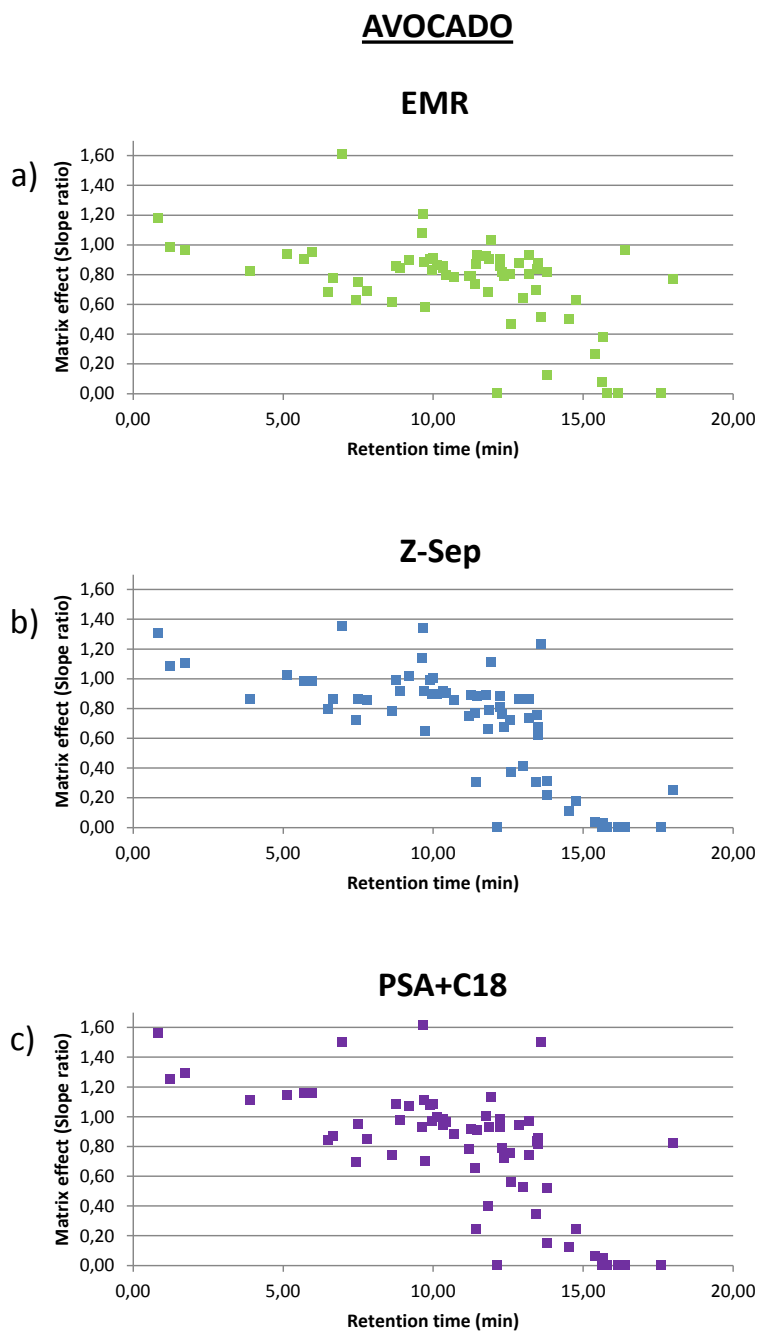 AVOCADO
EMR
a)
Matrix effect (Slope ratio)
1,60
1,40
1,20
1,00
0,80
0,60
0,40
0,20
0,00
0,00 5,00 10,00 15,00 20,00
Retention time (min)
Z-Sep
b)
Matrix effect (Slope ratio)
1,60
1,40
1,20
1,00
0,80
0,60
0,40
0,20
0,00
0,00 5,00 10,00 15,00 20,00
Retention time (min)
PSA+C18
c)
Matrix effect (Slope ratio)
1,60
1,40
1,20
1,00
0,80
0,60
0,40
0,20
0,00
0,00 5,00 10,00 15,00 20,00
Retention time (min)